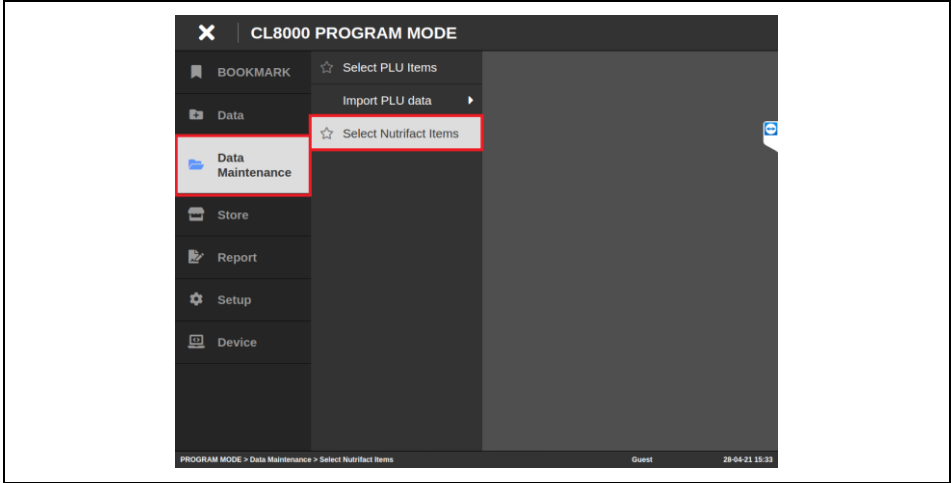 CL8000 PROGRAM MODE
BOOKMARK
Data
Data
Maintenance
Store
Report
Setup
Device
Select PLU Items
Import PLU data
Select Nutrifact Items
PROGRAM MODE > Data Maintenance > Select Nutrifact Items
Guest
28-04-21 15:33